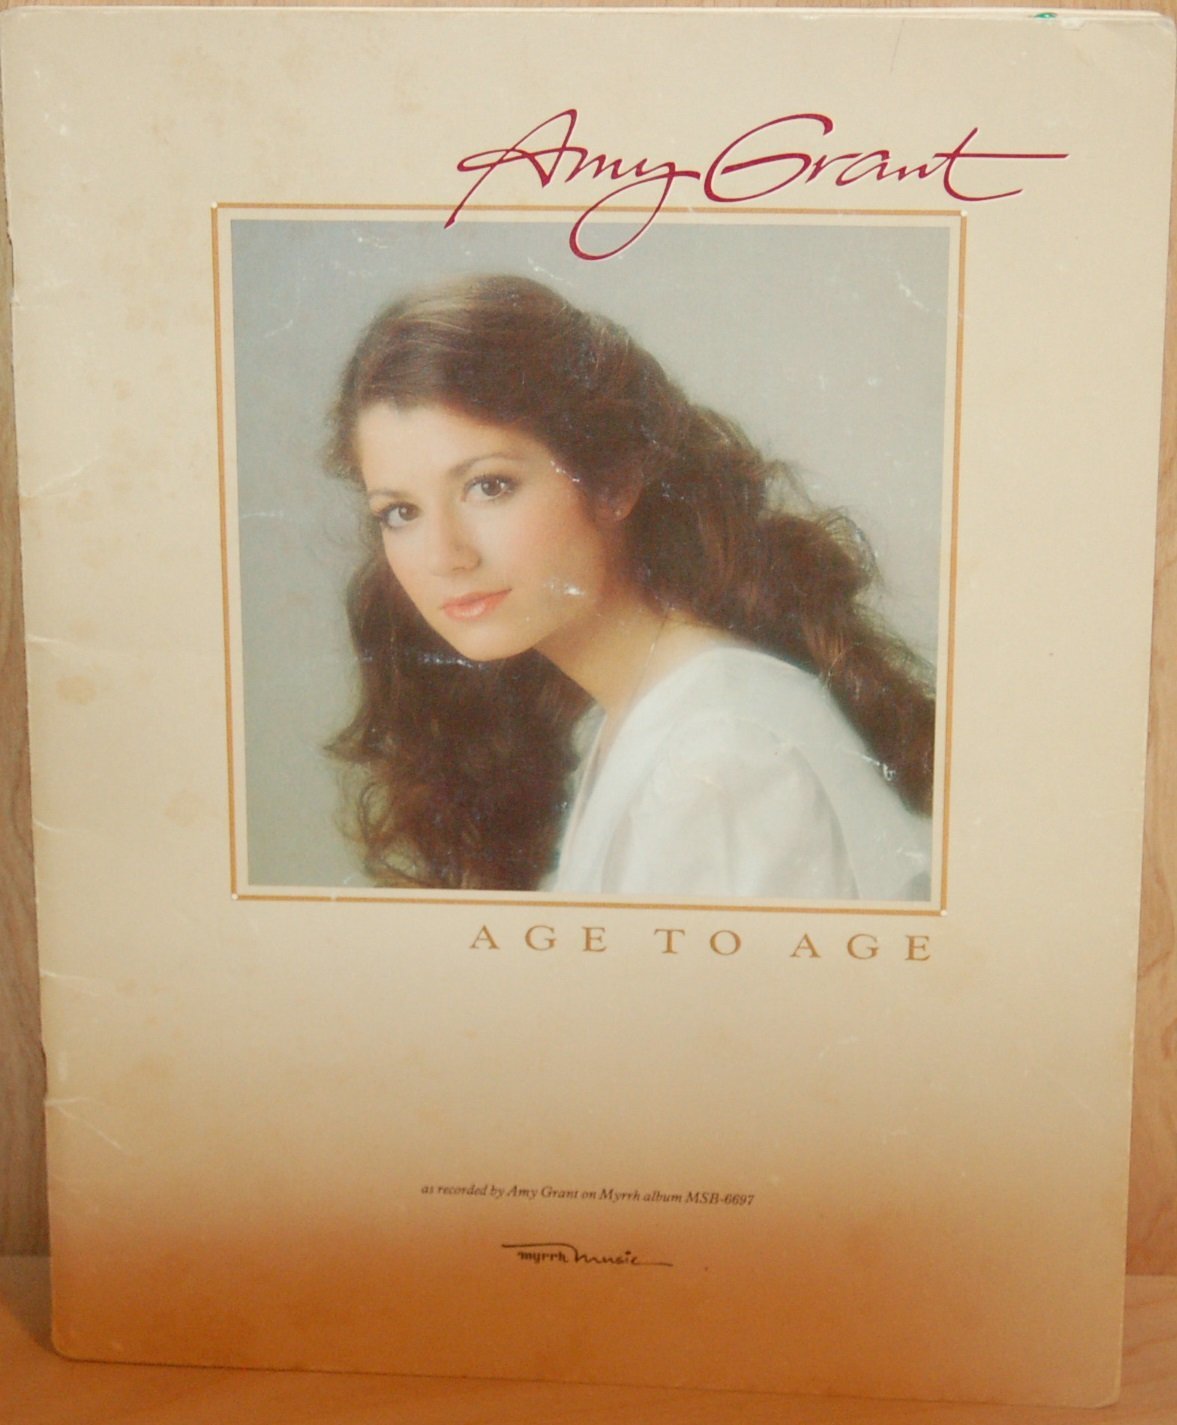 Amy Grant
AGE TO AGE
as recorded by Amy Grant on Myrrh album MSB-6697
myrrh music